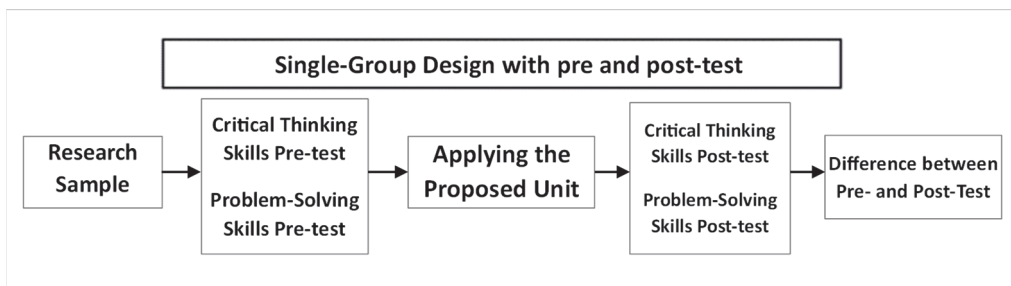 Single-Group Design with pre and post-test
Research
Sample
Critical Thinking
Skills Pre-test
Problem-Solving
Skills Pre-test
Applying the
Proposed Unit
Critical Thinking
Skills Post-test
Problem-Solving
Skills Post-test
Difference between
Pre- and Post-Test